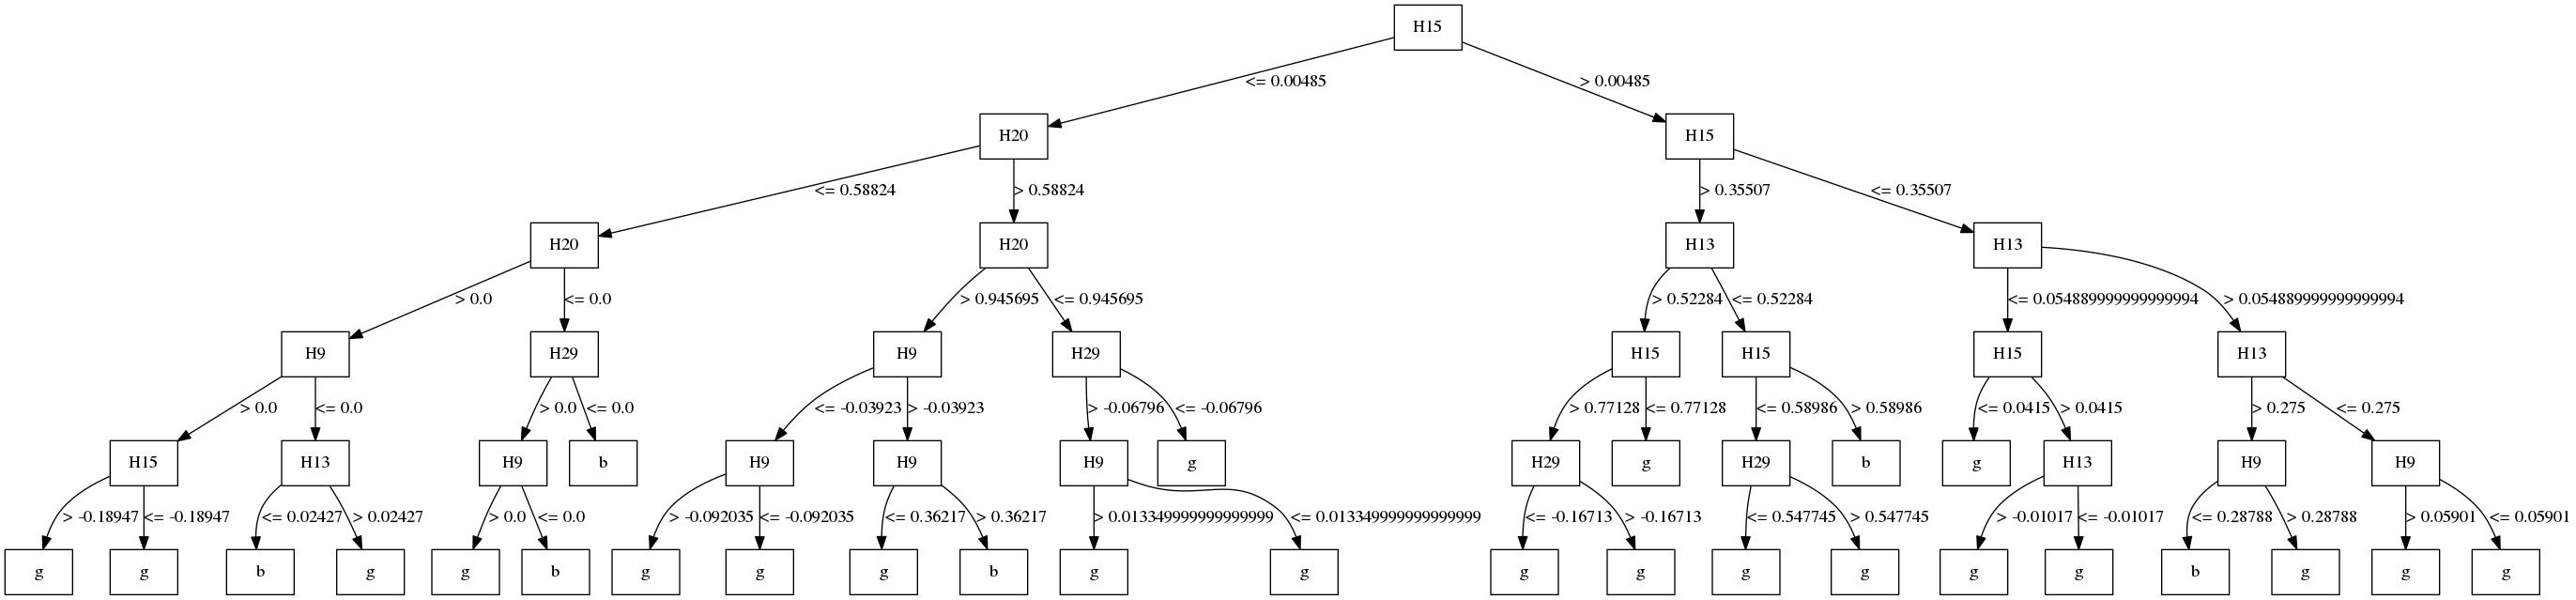 H15
<= 0.00485 > 0.00485
H20 H15
<= 0.58824 > 0.58824 > 0.35507 <= 0.35507
H20 H20 H13 H13
> 0.0 <= 0.0 > 0.945695 <= 0.945695 > 0.52284 <= 0.52284 <= 0.054889999999999994 > 0.054889999999999994
H9 H29 H9 H29 H15 H15 H15 H13
> 0.0 <= 0.0 > 0.0 <= 0.0 <= -0.03923 > -0.03923 > -0.06796 <= -0.06796 > 0.77128 <= 0.77128 <= 0.58986 > 0.58986 <= 0.0415 > 0.0415 > 0.275 <= 0.275
H15 H13 H9 b H9 H9 H9 g H29 g H29 b g H13 H9 H9
> -0.18947 <= -0.18947 <= 0.02427 > 0.02427 > 0.0 <= 0.0 > -0.092035 <= -0.092035 <= 0.36217 > 0.36217 > 0.013349999999999999 <= 0.013349999999999999 <= -0.16713 > -0.16713 <= 0.547745 > 0.547745 > -0.01017 <= -0.01017 <= 0.28788 > 0.28788 > 0.05901 <= 0.05901
g g b g g b g g g b g g g g g g g g b g g g